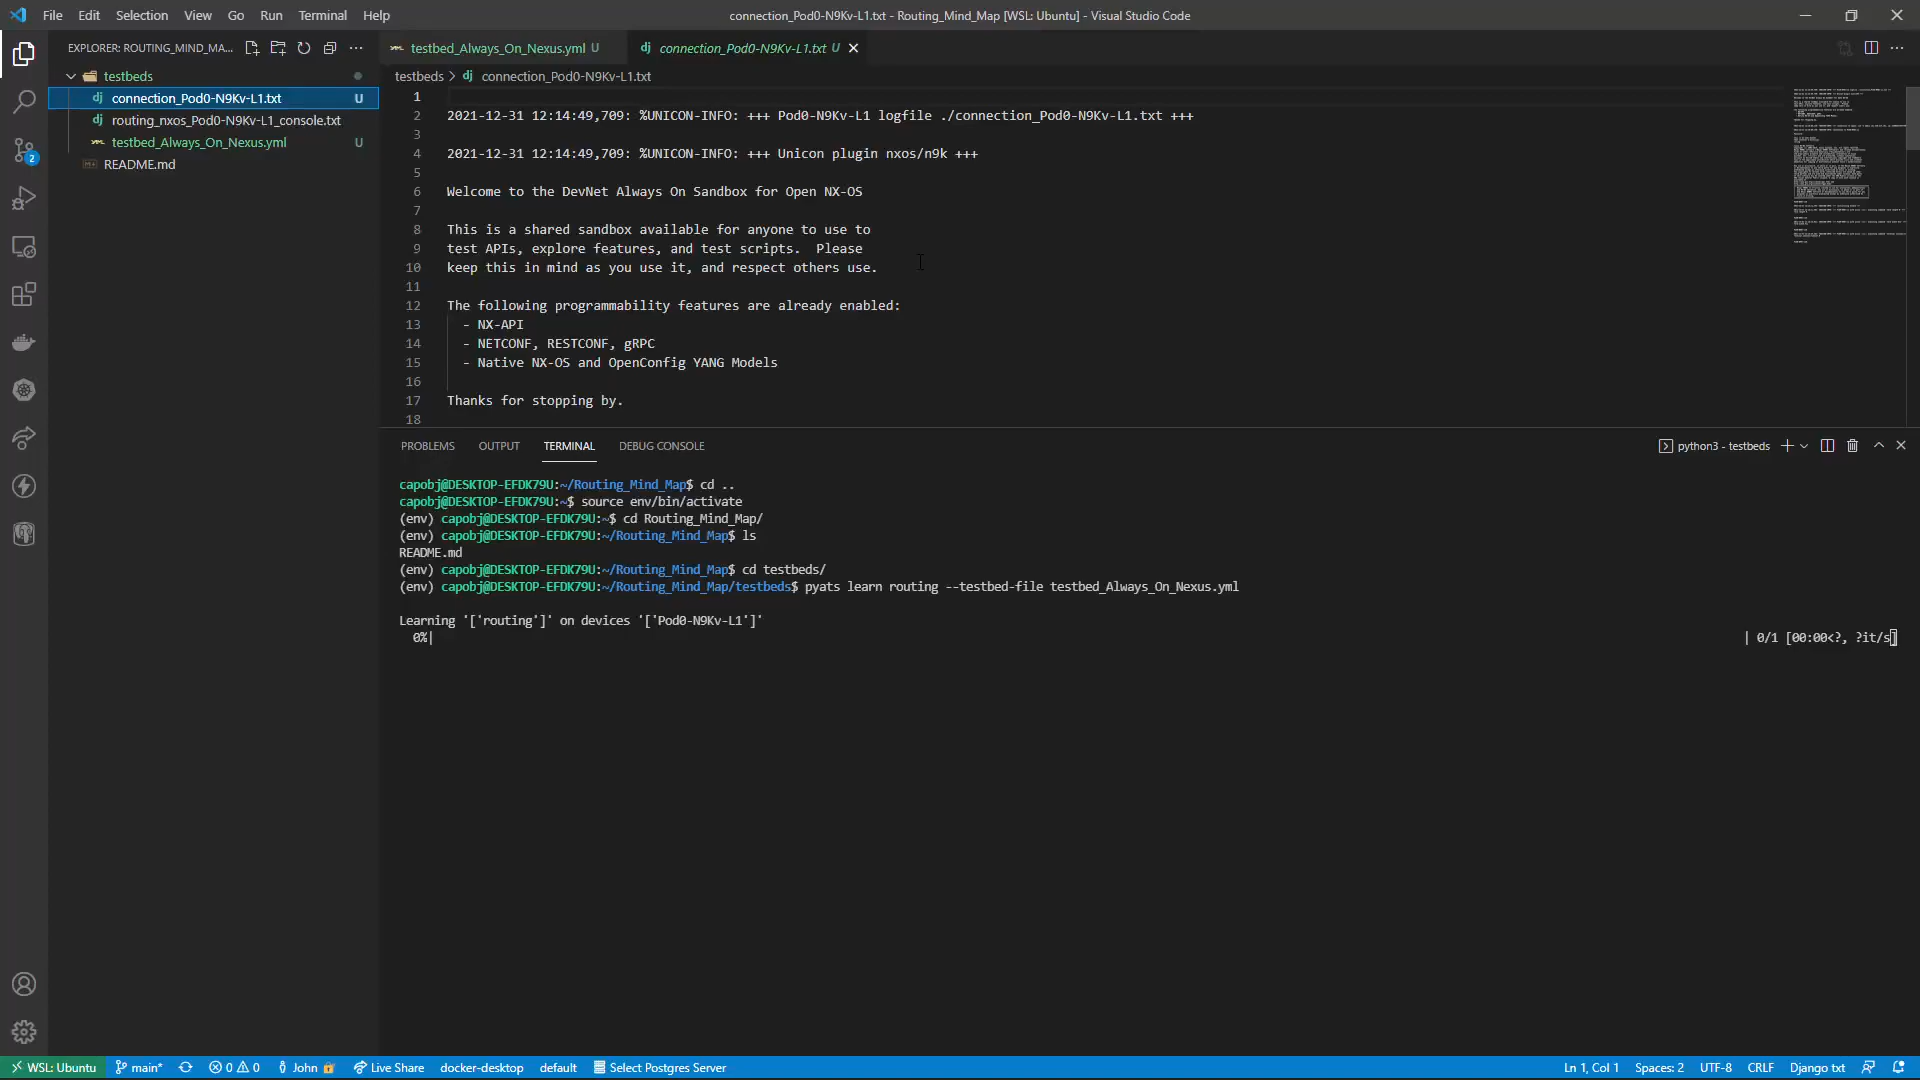 File Edit Selection View Go Run Terminal Help
connection_Pod0-N9Kv-L1.txt - Routing_Mind_Map [WSL: Ubuntu] - Visual Studio Code
EXPLORER: ROUTING_MIND_MA...
testbeds
connection_Pod0-N9Kv-L1.txt U
routing_nxos_Pod0-N9Kv-L1_console.txt
testbed_Always_On_Nexus.yml U
README.md
2
testbed_Always_On_Nexus.yml U
connection_Pod0-N9Kv-L1.txt U
testbeds > connection_Pod0-N9Kv-L1.txt
1
2 2021-12-31 12:14:49,709: %UNICON-INFO: +++ Pod0-N9Kv-L1 logfile ./connection_Pod0-N9Kv-L1.txt +++
3
4 2021-12-31 12:14:49,709: %UNICON-INFO: +++ Unicon plugin nxos/n9k +++
5
6 Welcome to the DevNet Always On Sandbox for Open NX-OS
7
8 This is a shared sandbox available for anyone to use to
9 test APIs, explore features, and test scripts.  Please
10 keep this in mind as you use it, and respect others use.
11
12 The following programmability features are already enabled:
13 - NX-API
14 - NETCONF, RESTCONF, gRPC
15 - Native NX-OS and OpenConfig YANG Models
16
17 Thanks for stopping by.
18
PROBLEMS OUTPUT TERMINAL DEBUG CONSOLE
python3 - testbeds
capobj@DESKTOP-EFDK79U:~/Routing_Mind_Map$ cd ..
capobj@DESKTOP-EFDK79U:~$ source env/bin/activate
(env) capobj@DESKTOP-EFDK79U:~$ cd Routing_Mind_Map/
(env) capobj@DESKTOP-EFDK79U:~/Routing_Mind_Map$ ls
README.md
(env) capobj@DESKTOP-EFDK79U:~/Routing_Mind_Map$ cd testbeds/
(env) capobj@DESKTOP-EFDK79U:~/Routing_Mind_Map/testbeds$ pyats learn routing --testbed-file testbed_Always_On_Nexus.yml
Learning '['routing']' on devices '['Pod0-N9Kv-L1']'
0%| | 0/1 [00:00<?, ?it/s]
WSL: Ubuntu main* 0 0 John Live Share docker-desktop default Select Postgres Server Ln 1, Col 1 Spaces: 2 UTF-8 CRLF Django txt